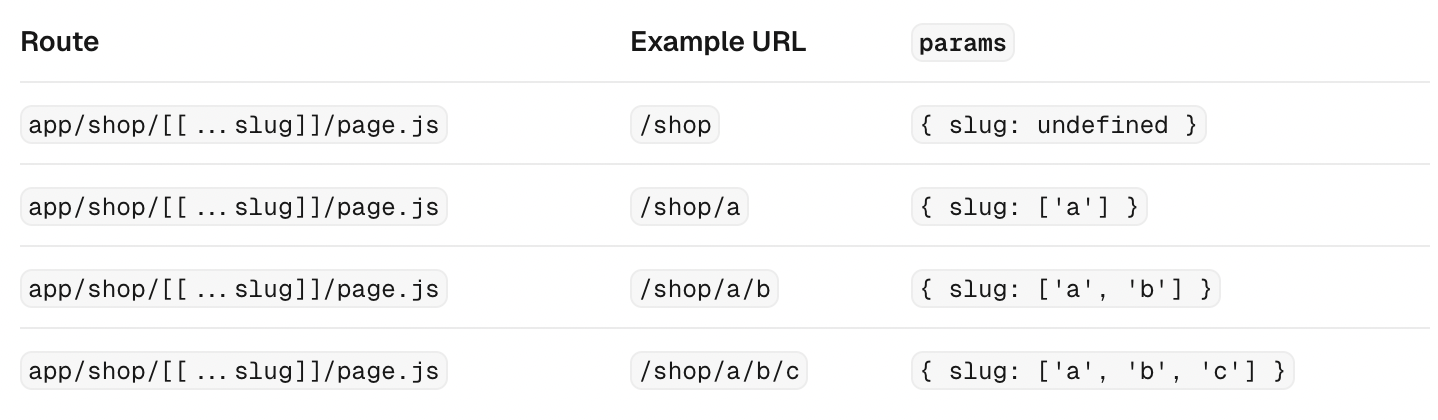 Route Example URL params
app/shop/[[...slug]]/page.js /shop { slug: undefined }
app/shop/[[...slug]]/page.js /shop/a { slug: ['a'] }
app/shop/[[...slug]]/page.js /shop/a/b { slug: ['a', 'b'] }
app/shop/[[...slug]]/page.js /shop/a/b/c { slug: ['a', 'b', 'c'] }